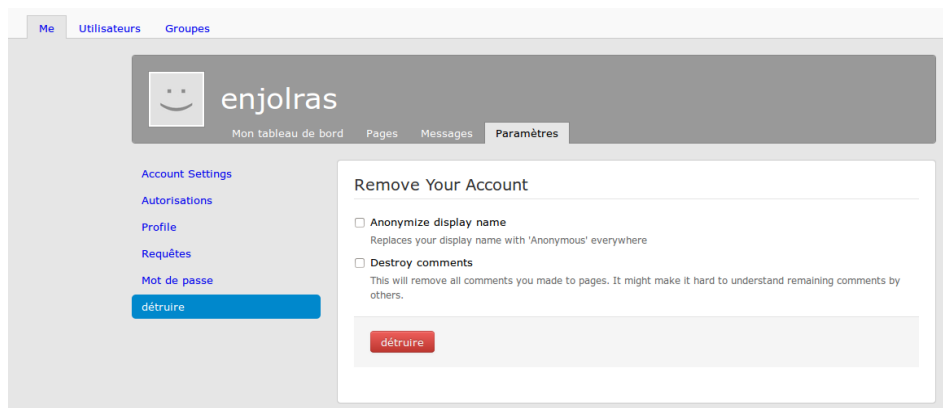 Me Utilisateurs Groupes
enjolras
Mon tableau de bord Pages Messages Paramètres
Account Settings
Autorisations
Profile
Requêtes
Mot de passe
détruire
Remove Your Account
Anonymize display name
Replaces your display name with 'Anonymous' everywhere
Destroy comments
This will remove all comments you made to pages. It might make it hard to understand remaining comments by
others.
détruire